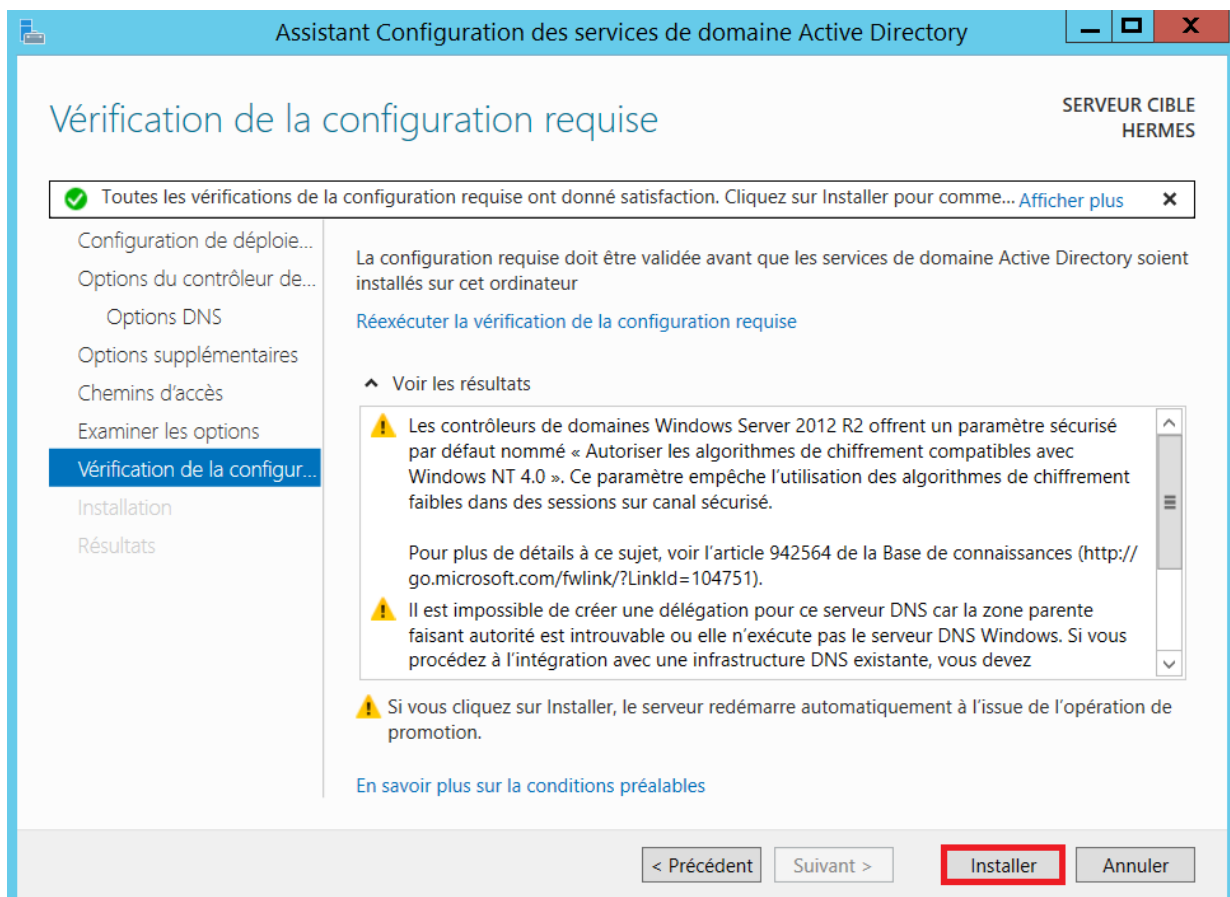 Assistant Configuration des services de domaine Active Directory
X
Vérification de la configuration requise
SERVEUR CIBLE
HERMES
Toutes les vérifications de la configuration requise ont donné satisfaction. Cliquez sur Installer pour comme... Afficher plus
Configuration de déploie...
Options du contrôleur de...
Options DNS
Options supplémentaires
Chemins d'accès
Examiner les options
Vérification de la configur...
Installation
Résultats
La configuration requise doit être validée avant que les services de domaine Active Directory soient
installés sur cet ordinateur
Réexécuter la vérification de la configuration requise
Voir les résultats
Les contrôleurs de domaines Windows Server 2012 R2 offrent un paramètre sécurisé
par défaut nommé « Autoriser les algorithmes de chiffrement compatibles avec
Windows NT 4.0 ». Ce paramètre empêche l'utilisation des algorithmes de chiffrement
faibles dans des sessions sur canal sécurisé.
Pour plus de détails à ce sujet, voir l'article 942564 de la Base de connaissances (http://
go.microsoft.com/fwlink/?LinkId=104751).
Il est impossible de créer une délégation pour ce serveur DNS car la zone parente
faisant autorité est introuvable ou elle n'exécute pas le serveur DNS Windows. Si vous
procédez à l'intégration avec une infrastructure DNS existante, vous devez
Si vous cliquez sur Installer, le serveur redémarre automatiquement à l'issue de l'opération de
promotion.
En savoir plus sur la conditions préalables
< Précédent
Suivant >
Installer
Annuler